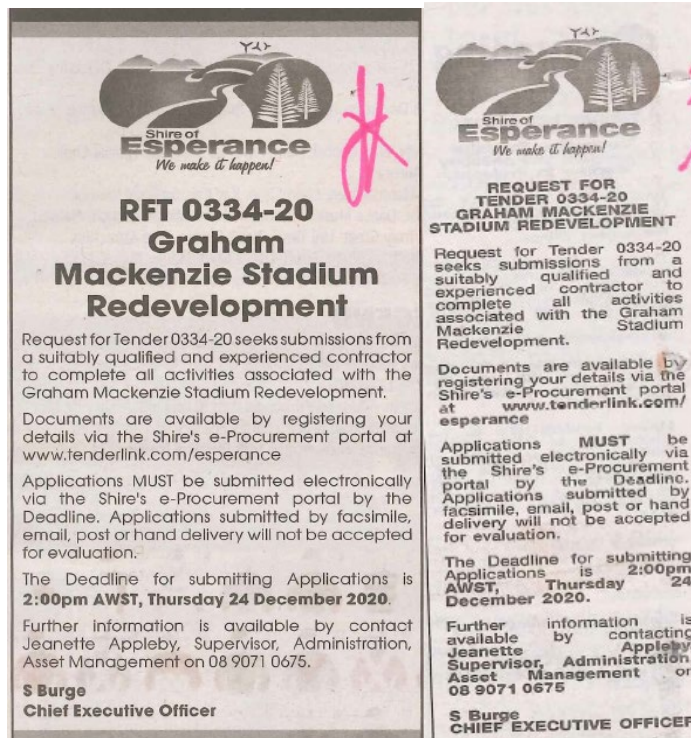 Shire of
Esperance
We make it happen!
RFT 0334-20
Graham
Mackenzie Stadium
Redevelopment
Request for Tender 0334-20 seeks submissions from
a suitably qualified and experienced contractor
to complete all activities associated with the
Graham Mackenzie Stadium Redevelopment.
Documents are available by registering your
details via the Shire's e-Procurement portal at
www.tenderlink.com/esperance
Applications MUST be submitted electronically
via the Shire's e-Procurement portal by the
Deadline. Applications submitted by facsimile,
email, post or hand delivery will not be accepted
for evaluation.
The Deadline for submitting Applications is
2:00pm AWST, Thursday 24 December 2020.
Further information is available by contact
Jeanette Appleby, Supervisor, Administration,
Asset Management on 08 9071 0675.
S Burge
Chief Executive Officer
Shire of
Esperance
We make it happen!
REQUEST FOR
TENDER 0334-20
GRAHAM MACKENZIE
STADIUM REDEVELOPMENT
Request for Tender 0334-20
seeks submissions from a
suitably qualified and
experienced contractor to
complete all activities
associated with the Graham
Mackenzie Stadium
Redevelopment.
Documents are available by
registering your details via the
Shire's e-Procurement portal
at www.tenderlink.com/
esperance
Applications MUST be
submitted electronically via
the Shire's e-Procurement
portal by the Deadline.
Applications submitted by
facsimile, email, post or hand
delivery will not be accepted
for evaluation.
The Deadline for submitting
Applications is 2:00pm
AWST, Thursday 24
December 2020.
Further information is
available by contacting
Jeanette Appleby
Supervisor, Administration
Asset Management on
08 9071 0675
S Burge
CHIEF EXECUTIVE OFFICER